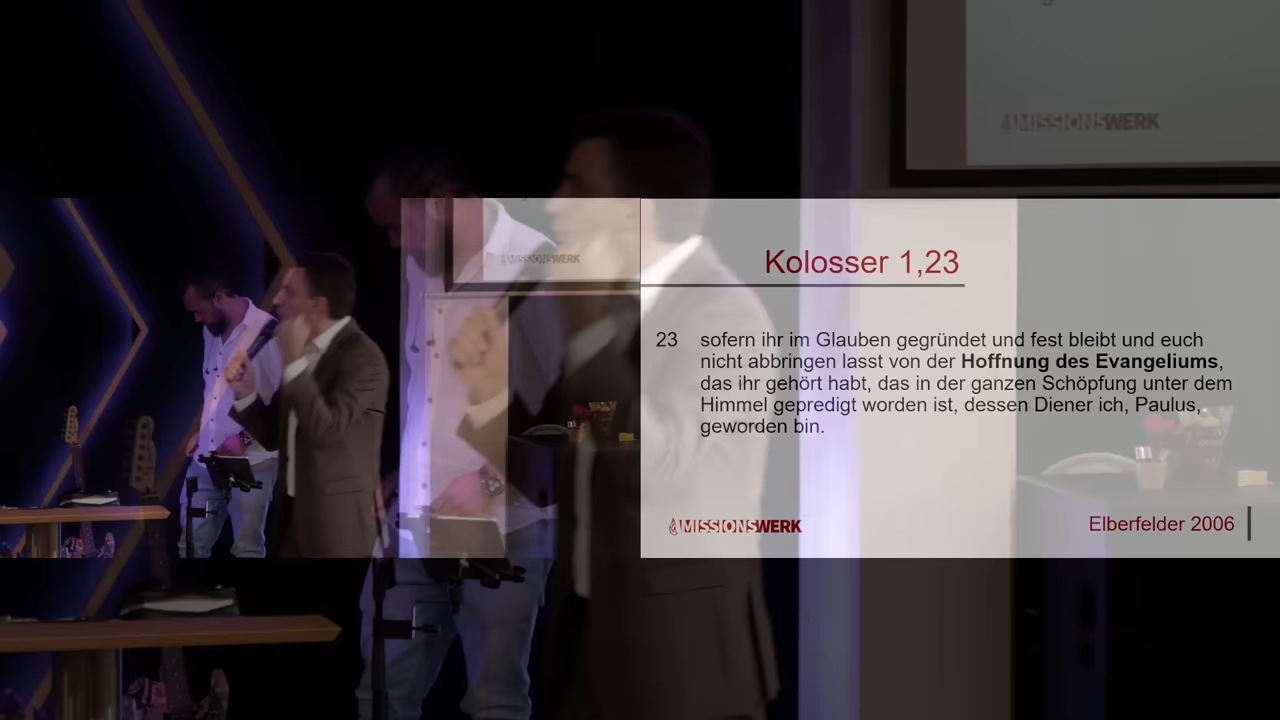 MISSIONSWERK
MISSIONSWERK
Kolosser 1,23
23 sofern ihr im Glauben gegründet und fest bleibt und euch
nicht abbringen lasst von der Hoffnung des Evangeliums,
das ihr gehört habt, das in der ganzen Schöpfung unter dem
Himmel gepredigt worden ist, dessen Diener ich, Paulus,
geworden bin.
MISSIONSWERK
Elberfelder 2006